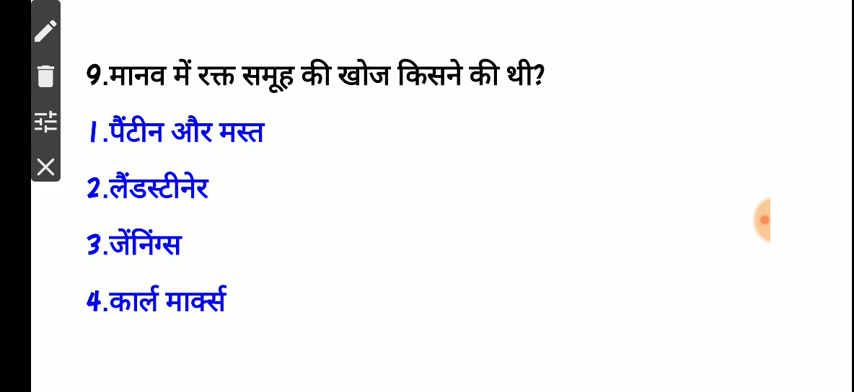 9.मानव में रक्त समूह की खोज किसने की थी?
1.पैंटीन और मस्त
2.लैंडस्टीनेर
3.जेंनिंग्स
4.कार्ल मार्क्स